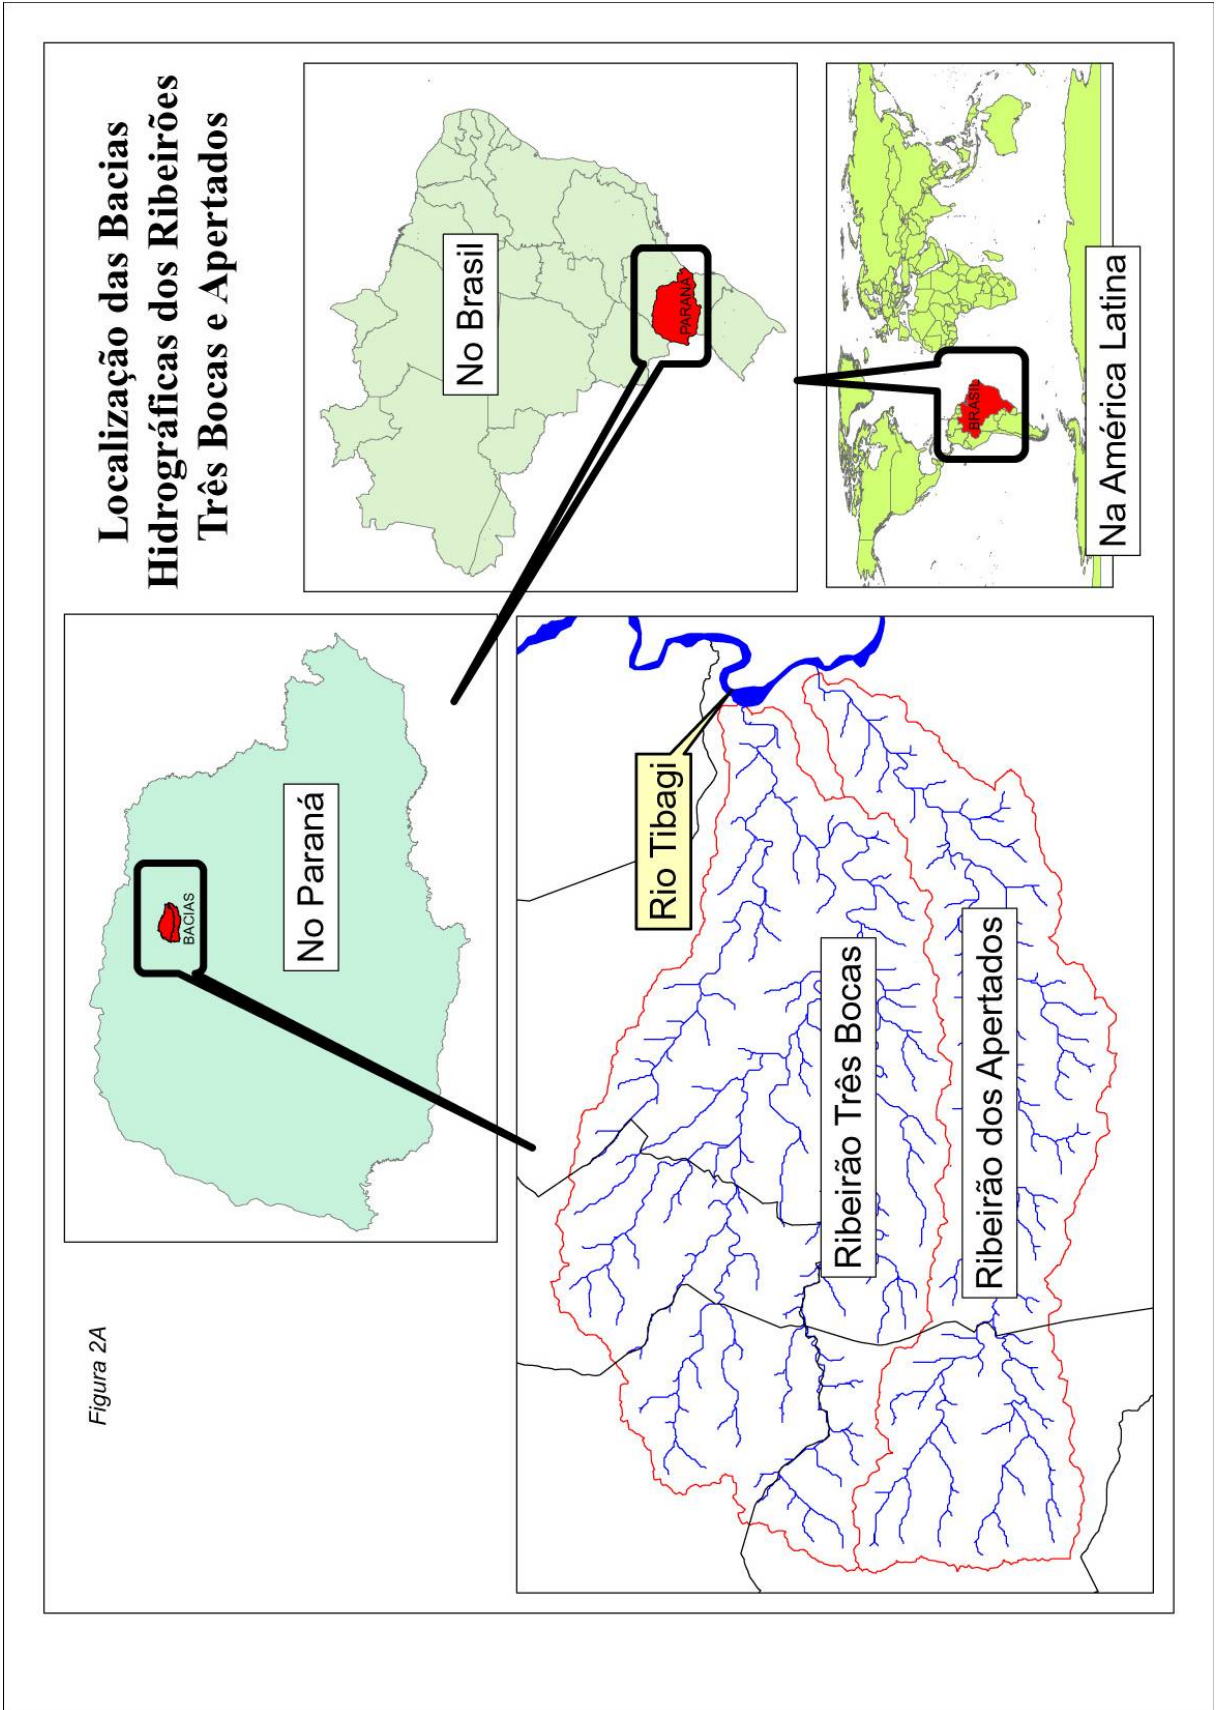 Figura 2A
Localização das Bacias
Hidrográficas dos Ribeirões
Três Bocas e Apertados
BACIAS
No Paraná
No Brasil
PARANÁ
Rio Tibagi
Ribeirão Três Bocas
Ribeirão dos Apertados
BRASIL
Na América Latina